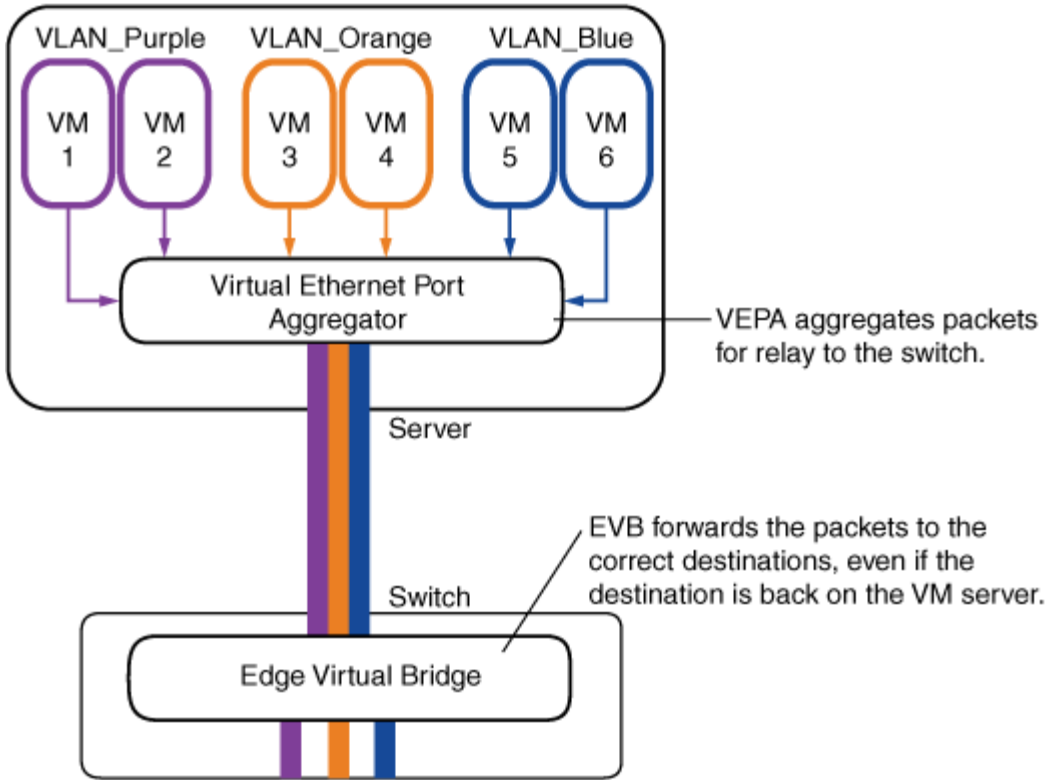 VLAN_Purple VLAN_Orange VLAN_Blue
VM VM VM VM VM VM
1 2 3 4 5 6
Virtual Ethernet Port
Aggregator
VEPA aggregates packets
for relay to the switch.
Server
EVB forwards the packets to the
correct destinations, even if the
destination is back on the VM server.
Switch
Edge Virtual Bridge